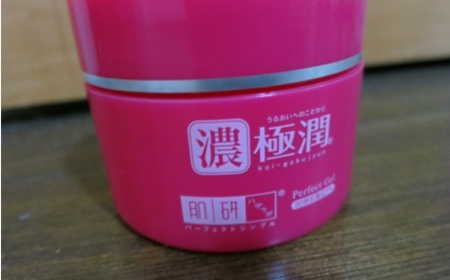 うるおいへのこだわり
濃極潤®
koi-gokujyun
肌研 ハダラボ®
パーフェクトシンプル
Perfect Gel